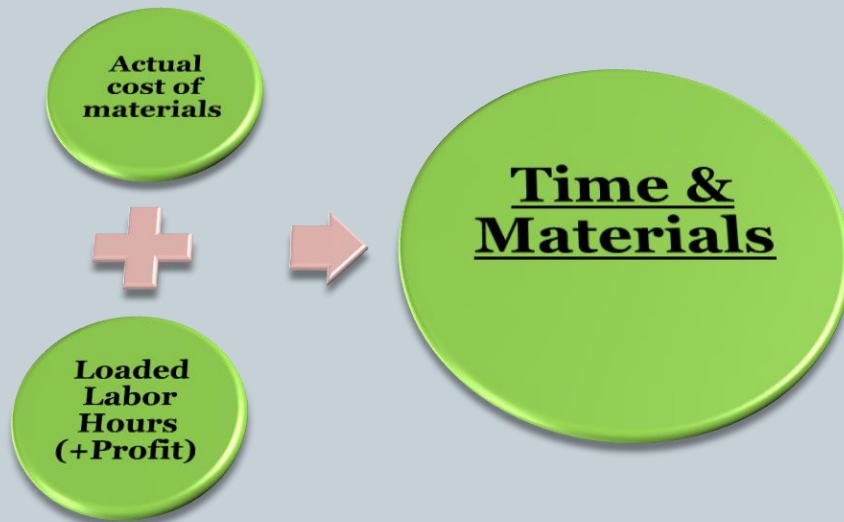 Actual
cost of
materials
Loaded
Labor
Hours
(+Profit)
Time &
Materials